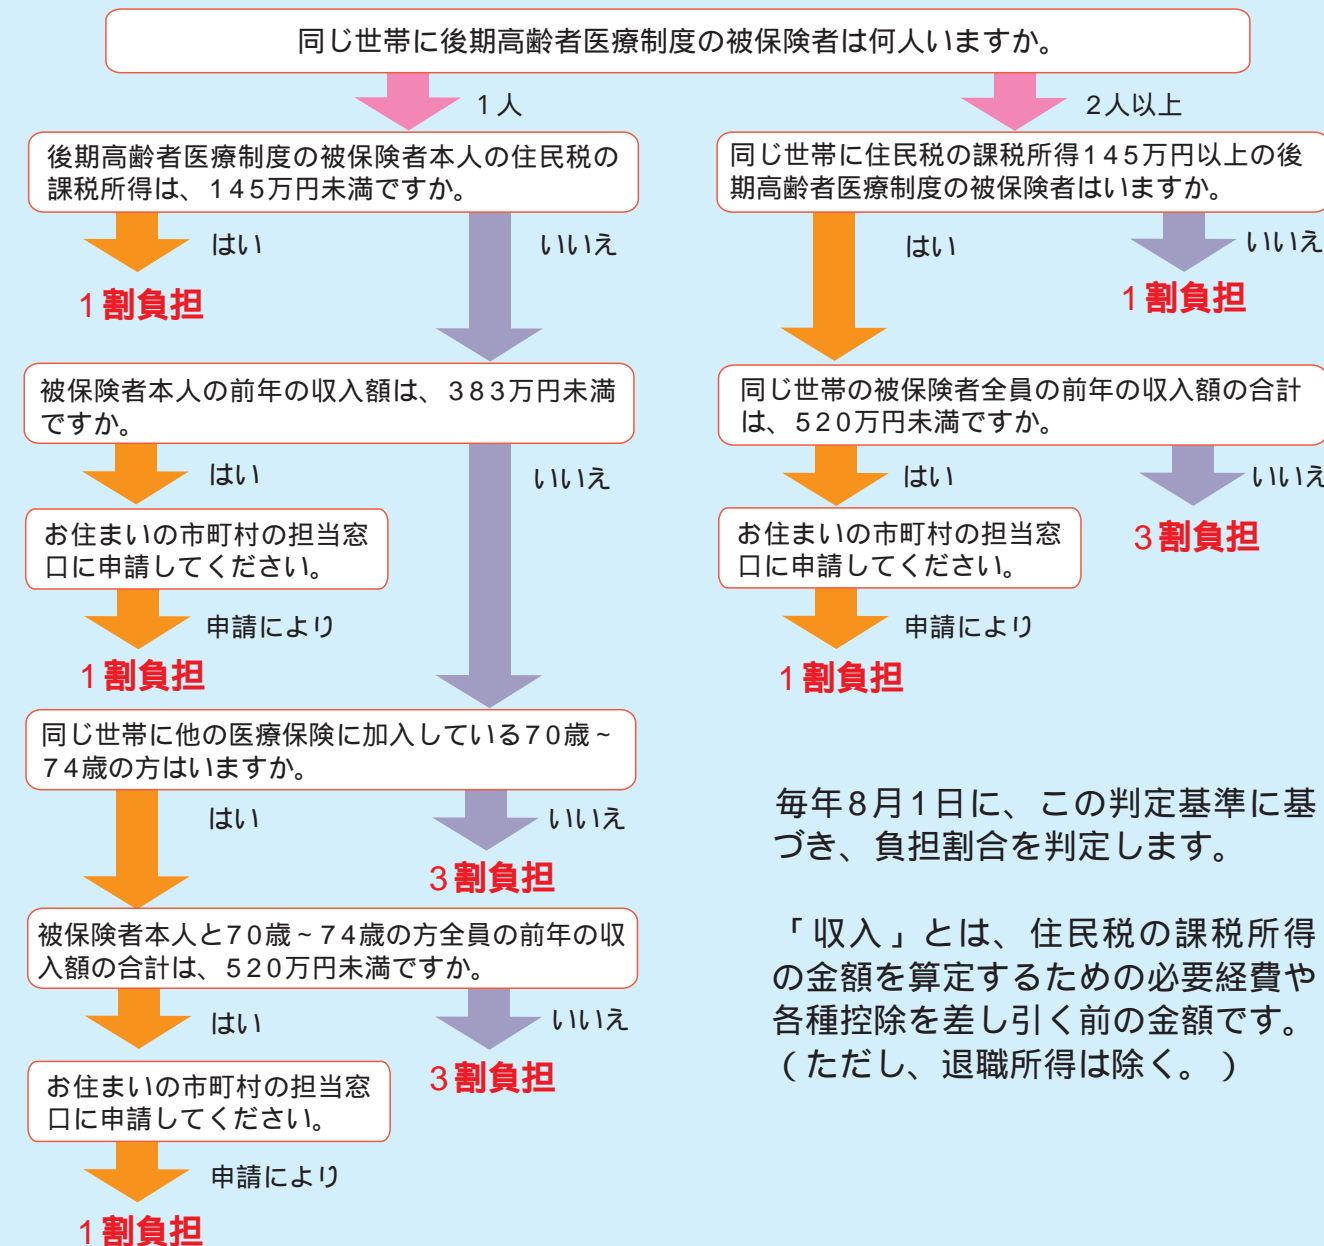 同じ世帯に後期高齢者医療制度の被保険者は何人いますか。
1人
後期高齢者医療制度の被保険者本人の住民税の
課税所得は、145万円未満ですか。
はい
いいえ
1割負担
被保険者本人の前年の収入額は、383万円未満
ですか。
はい
いいえ
お住まいの市町村の担当窓
口に申請してください。
申請により
1割負担
同じ世帯に他の医療保険に加入している70歳~
74歳の方はいますか。
はい
いいえ
3割負担
被保険者本人と70歳~74歳の方全員の前年の収
入額の合計は、520万円未満ですか。
はい
いいえ
3割負担
お住まいの市町村の担当窓
口に申請してください。
申請により
1割負担
2人以上
同じ世帯に住民税の課税所得145万円以上の後
期高齢者医療制度の被保険者はいますか。
はい
いいえ
1割負担
同じ世帯の被保険者全員の前年の収入額の合計
は、520万円未満ですか。
はい
いいえ
3割負担
お住まいの市町村の担当窓
口に申請してください。
申請により
1割負担
毎年8月1日に、この判定基準に基
づき、負担割合を判定します。
「収入」とは、住民税の課税所得
の金額を算定するための必要経費や
各種控除を差し引く前の金額です。
(ただし、退職所得は除く。)